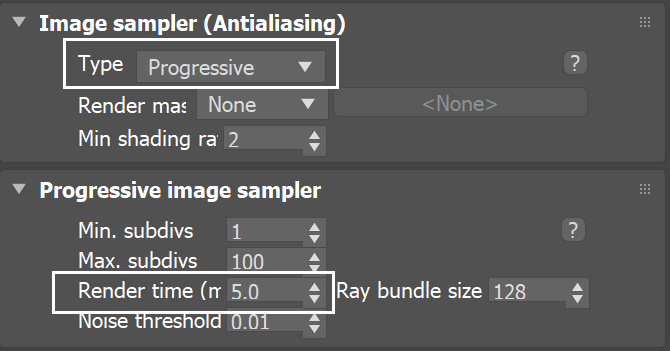 Image sampler (Antialiasing)
Type Progressive ?
Render mas None <None>
Min shading ra 2
Progressive image sampler
Min. subdivs 1 ?
Max. subdivs 100
Render time (m 5.0 Ray bundle size 128
Noise threshold 0.01